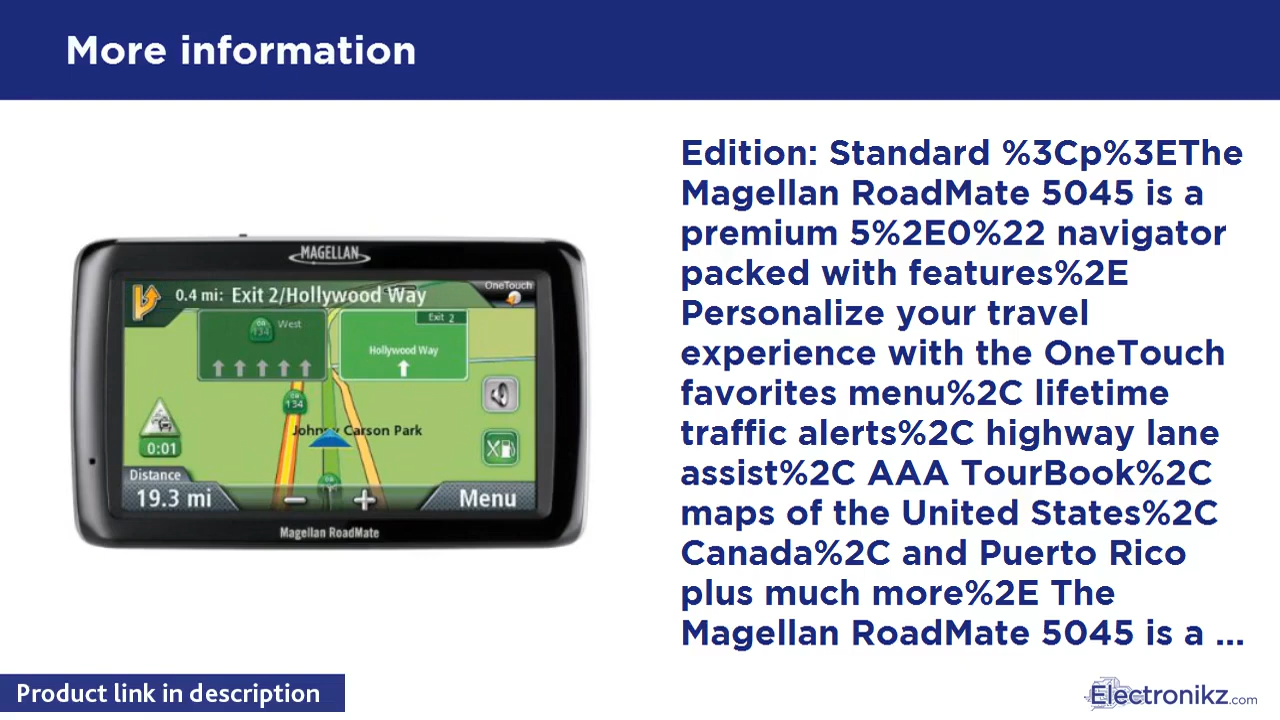 More information
Edition: Standard %3Cp%3EThe
Magellan RoadMate 5045 is a
premium 5%2E0%22 navigator
packed with features%2E
Personalize your travel
experience with the OneTouch
favorites menu%2C lifetime
traffic alerts%2C highway lane
assist%2C AAA TourBook%2C
maps of the United States%2C
Canada%2C and Puerto Rico
plus much more%2E The
Magellan RoadMate 5045 is a ...
MAGELLAN
0.4 mi: Exit 2/Hollywood Way
OneTouch
West
134
Exit 2
Hollywood Way
134
Johnny Carson Park
0:01
Distance
19.3 mi
Menu
Magellan RoadMate
Product link in description
Electronikz.com